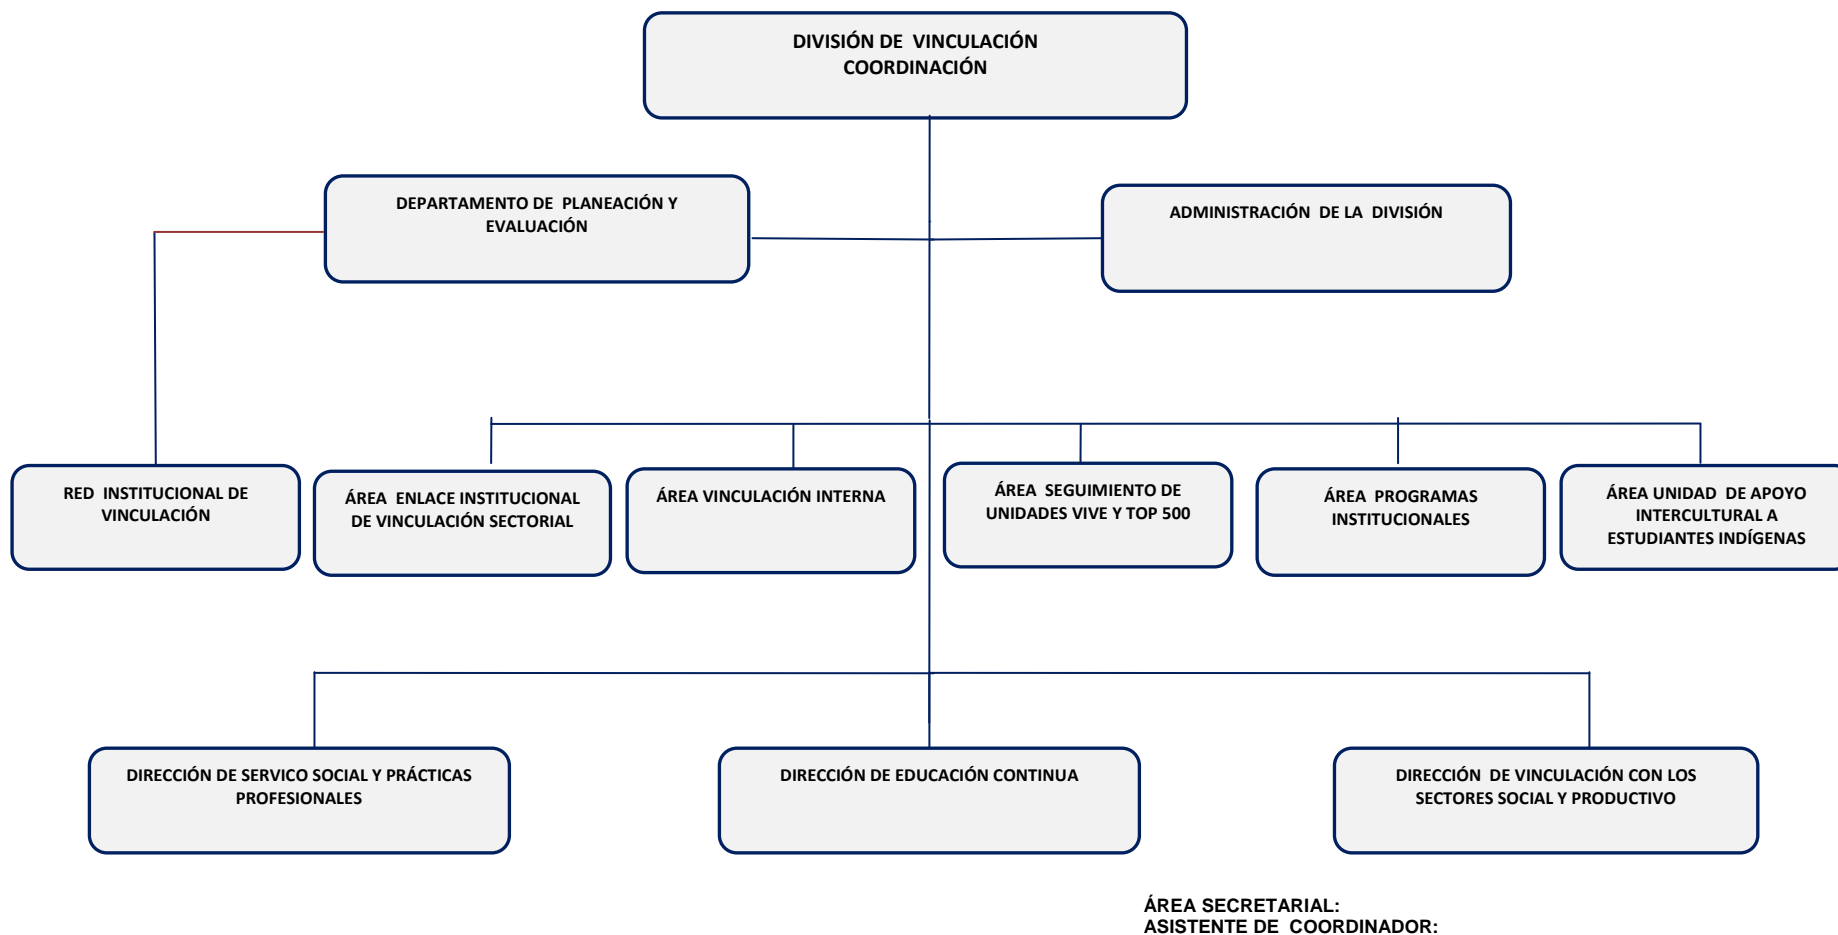 DIVISIÓN DE VINCULACIÓN
COORDINACIÓN
DEPARTAMENTO DE PLANEACIÓN Y
EVALUACIÓN
ADMINISTRACIÓN DE LA DIVISIÓN
RED INSTITUCIONAL DE
VINCULACIÓN
ÁREA ENLACE INSTITUCIONAL
DE VINCULACIÓN SECTORIAL
ÁREA VINCULACIÓN INTERNA
ÁREA SEGUIMIENTO DE
UNIDADES VIVE Y TOP 500
ÁREA PROGRAMAS
INSTITUCIONALES
ÁREA UNIDAD DE APOYO
INTERCULTURAL A
ESTUDIANTES INDÍGENAS
DIRECCIÓN DE SERVICO SOCIAL Y PRÁCTICAS
PROFESIONALES
DIRECCIÓN DE EDUCACIÓN CONTINUA
DIRECCIÓN DE VINCULACIÓN CON LOS
SECTORES SOCIAL Y PRODUCTIVO
ÁREA SECRETARIAL:
ASISTENTE DE COORDINADOR: